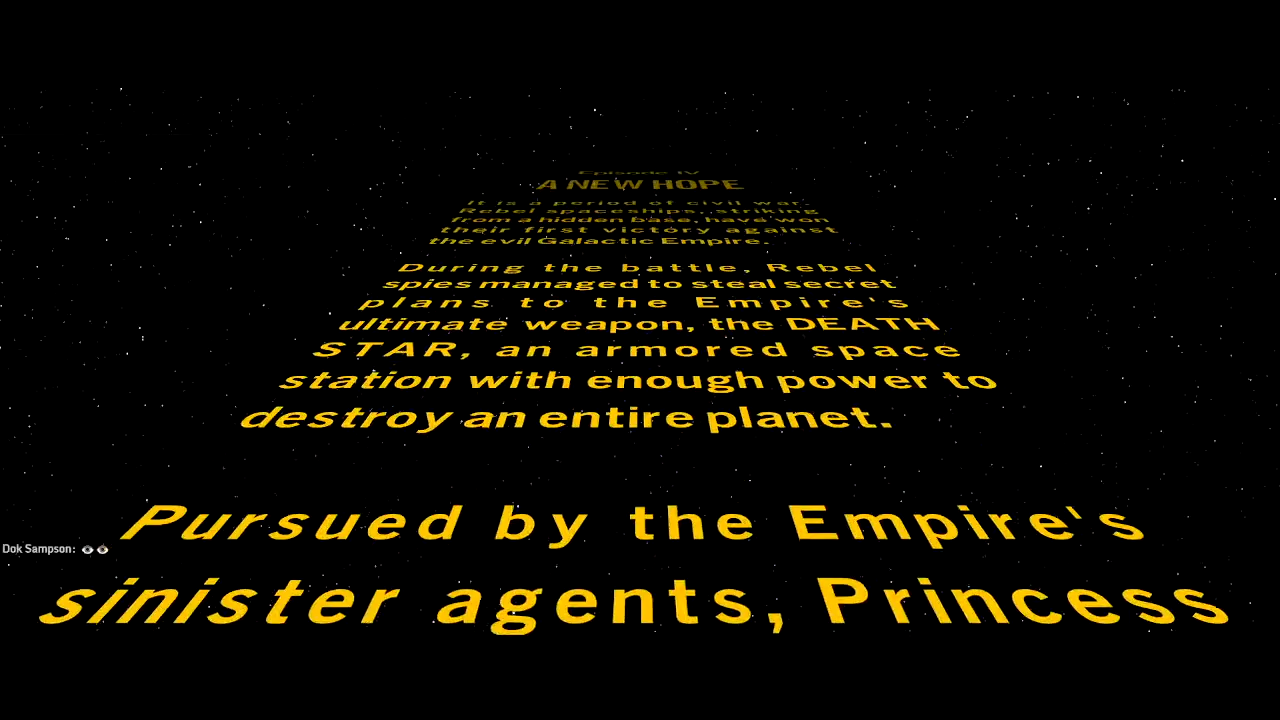 Episode IV
A NEW HOPE
It is a period of civil war.
Rebel spaceships, striking
from a hidden base, have won
their first victory against
the evil Galactic Empire.
During the battle, Rebel
spies managed to steal secret
plans to the Empire's
ultimate weapon, the DEATH
STAR, an armored space
station with enough power to
destroy an entire planet.
Pursued by the Empire's
Dok Sampson: 👁👁
sinister agents, Princess